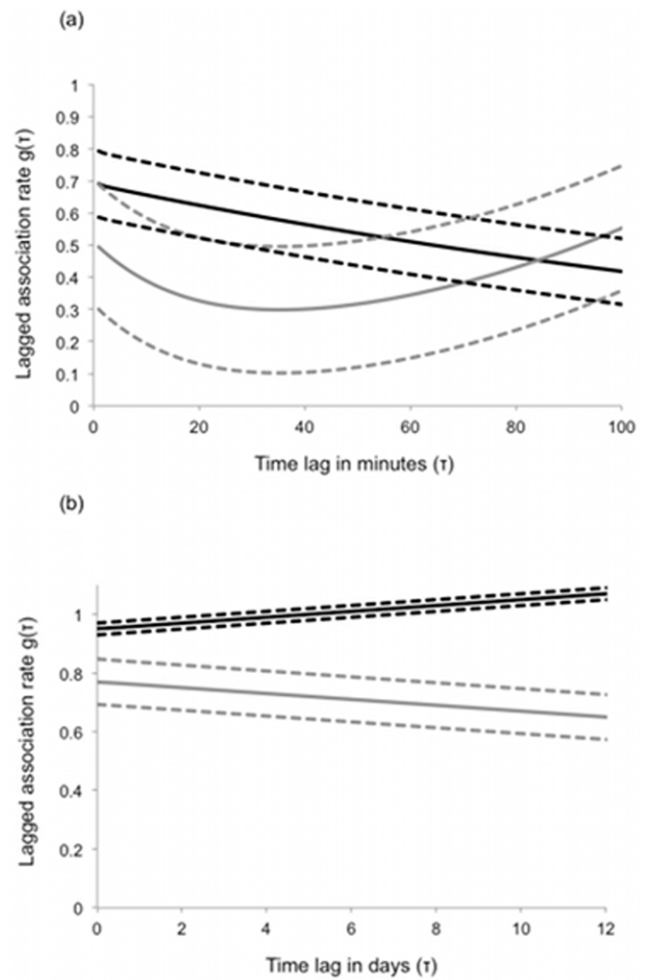 (a)
Lagged association rate g(τ)
1
0.9
0.8
0.7
0.6
0.5
0.4
0.3
0.2
0.1
0
0 20 40 60 80 100
Time lag in minutes (τ)
(b)
Lagged association rate g(τ)
1
0.8
0.6
0.4
0.2
0
0 2 4 6 8 10 12
Time lag in days (τ)